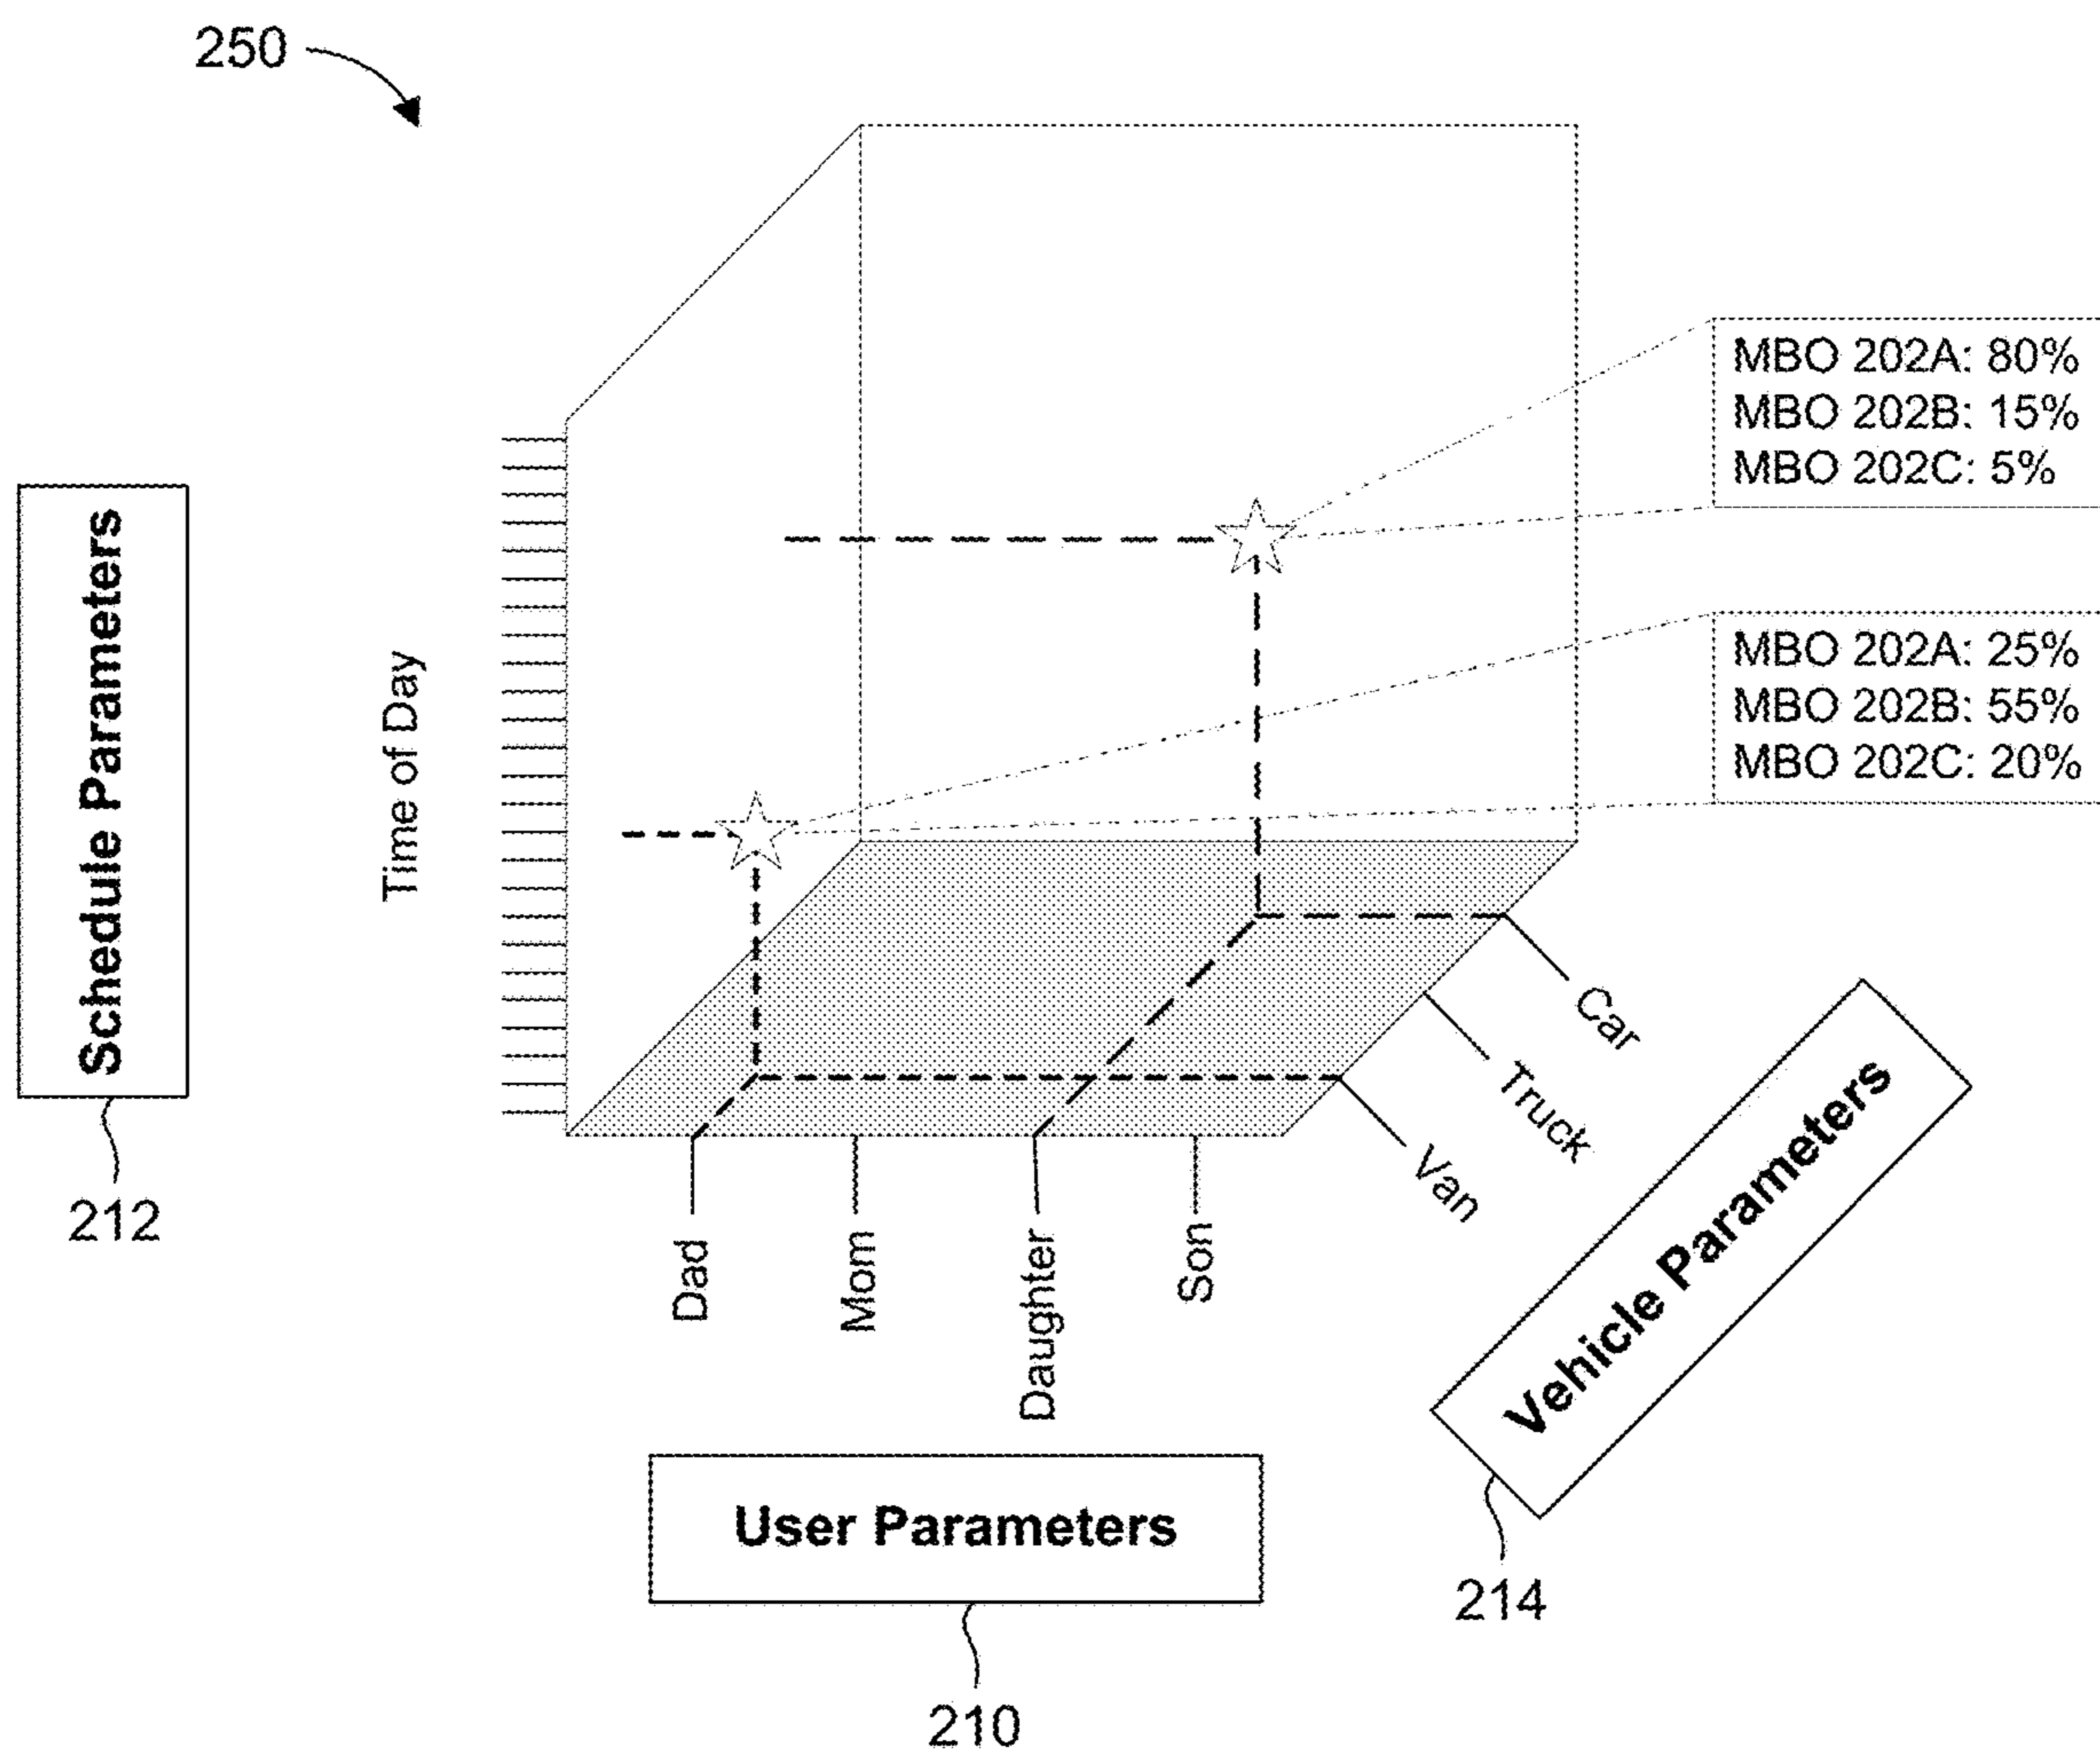 250
MBO 202A: 80%
MBO 202B: 15%
MBO 202C: 5%
MBO 202A: 25%
MBO 202B: 55%
MBO 202C: 20%
Schedule Parameters
212
Time of Day
Car
Truck
Van
Dad
Mom
Daughter
Son
Vehicle Parameters
214
User Parameters
210